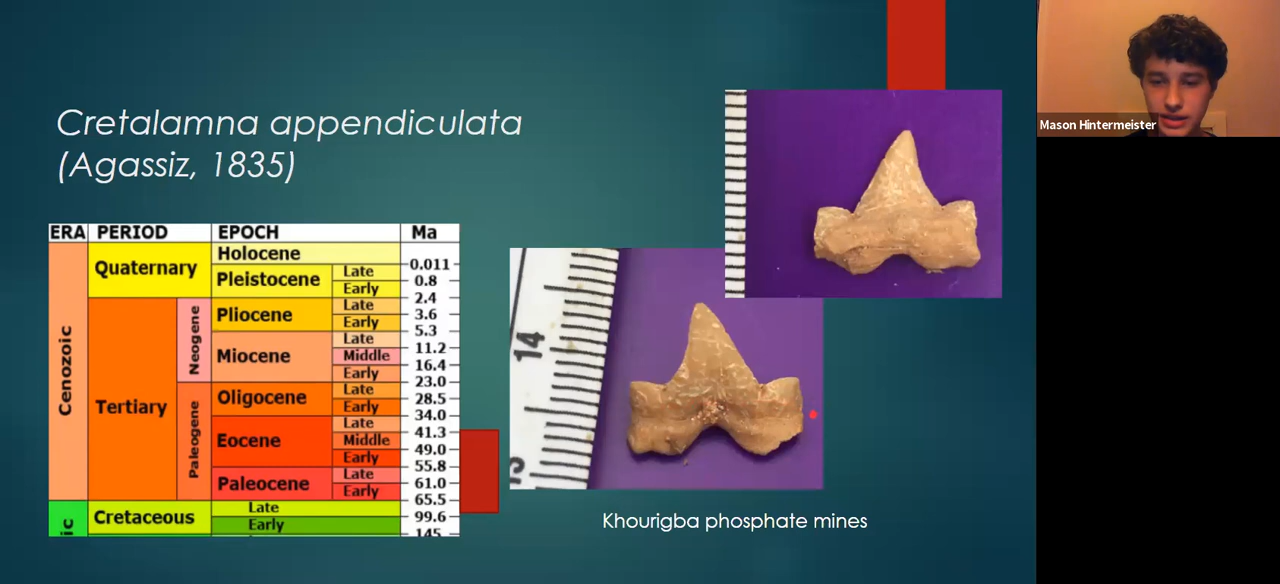 Cretalamna appendiculata
(Agassiz, 1835)
Mason Hintermeister
ERA PERIOD EPOCH Ma
Cenozoic
Quaternary
Holocene
0.011
Pleistocene
Late
0.8
Early
2.4
Tertiary
Neogene
Pliocene
Late
3.6
Early
5.3
Miocene
Late
11.2
Middle
16.4
Early
23.0
Paleogene
Oligocene
Late
28.5
Early
34.0
Eocene
Late
41.3
Middle
49.0
Early
55.8
Paleocene
Late
61.0
Early
65.5
ic
Cretaceous
Late
99.6
Early
145
14
Khourigba phosphate mines